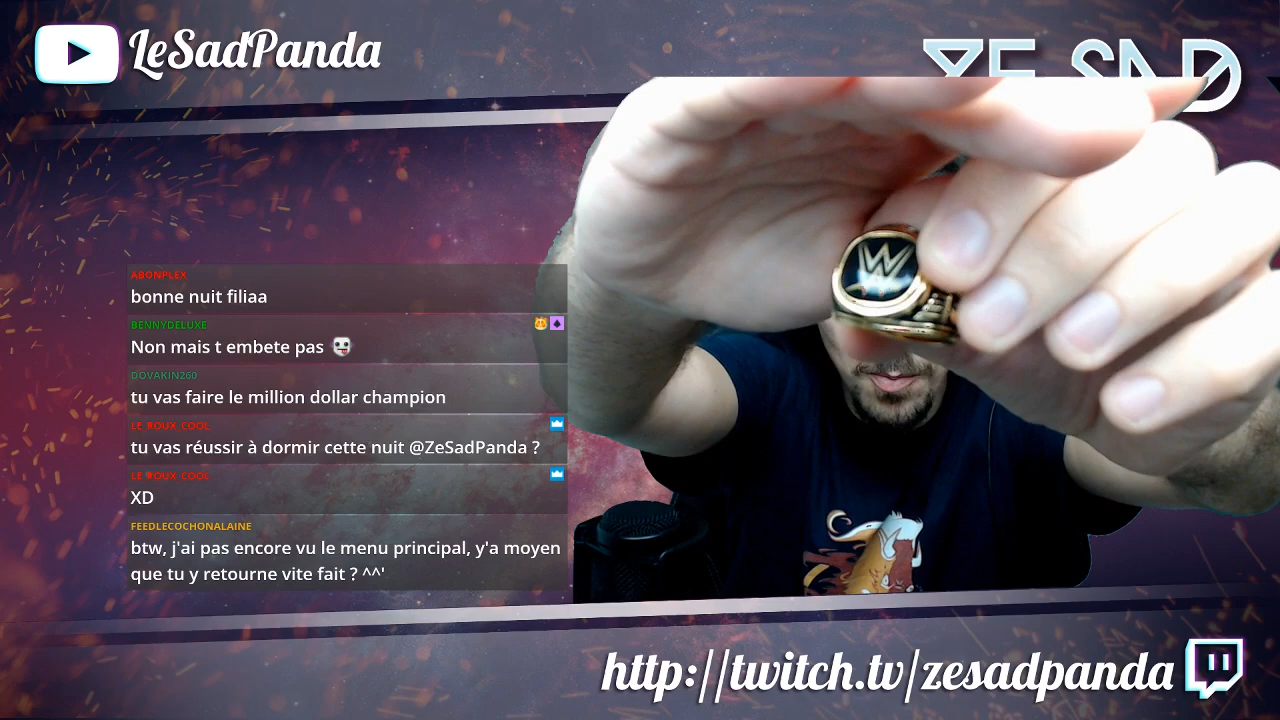 LeSadPanda
ZE SAD
ABONPLEX
bonne nuit filiaa
BENNYDELUXE
Non mais t embete pas
DOVAKIN260
tu vas faire le million dollar champion
LE_ROUX_COOL
tu vas réussir à dormir cette nuit @ZeSadPanda ?
LE_ROUX_COOL
XD
FEEDLECOCHONALAINE
btw, j'ai pas encore vu le menu principal, y'a moyen
que tu y retourne vite fait ? ^^'
W
http://twitch.tv/zesadpanda